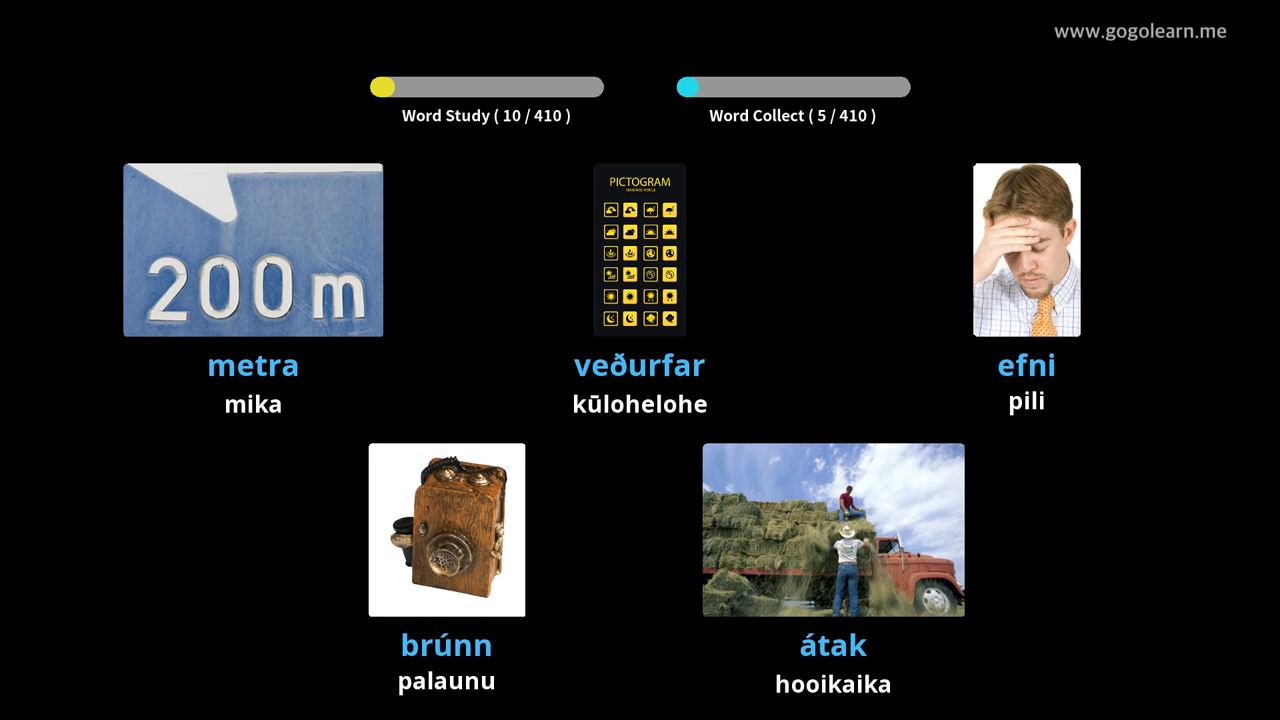 www.gogolearn.me
Word Study ( 10 / 410 )
Word Collect ( 5 / 410 )
200m
PICTOGRAM
metra
veðurfar
efni
mika
kūlohelohe
pili
brúnn
átak
palaunu
hooikaika